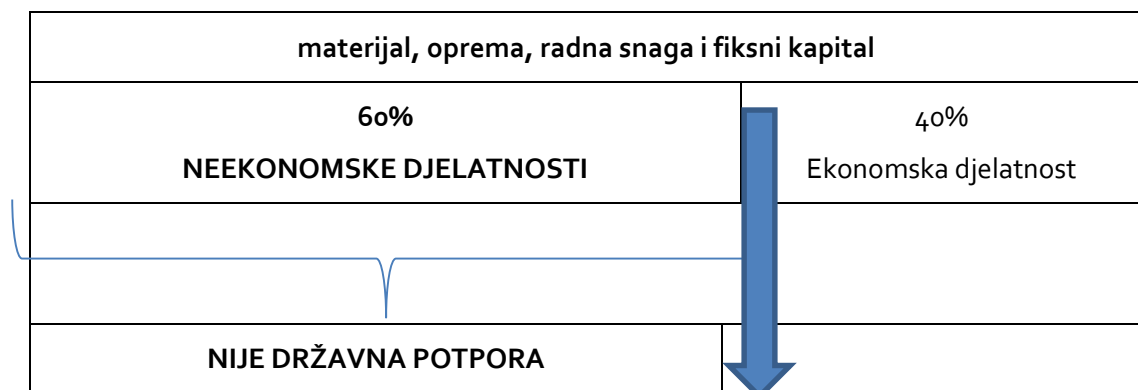 materijal, oprema, radna snaga i fiksni kapital
60%
NEEKONOMSKE DJELATNOSTI
40%
Ekonomska djelatnost
NIJE DRŽAVNA POTPORA